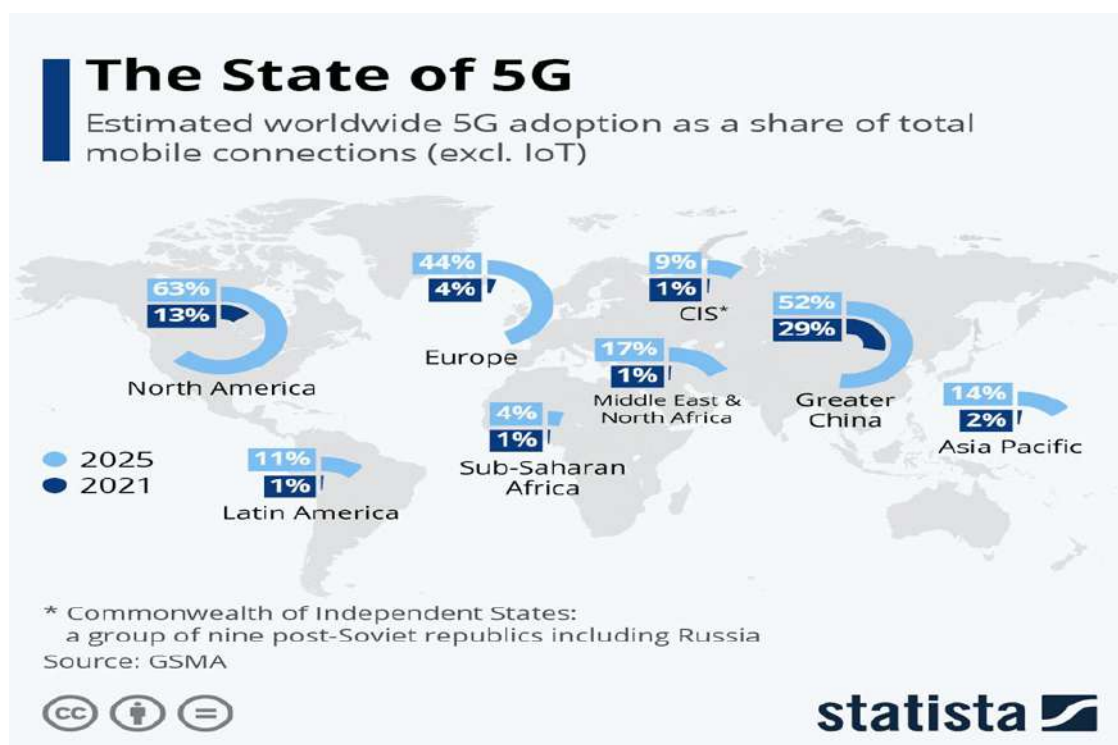 The State of 5G
Estimated worldwide 5G adoption as a share of total
mobile connections (excl. IoT)
63%
13%
North America
44%
4%
Europe
9%
1%
CIS*
52%
29%
Greater
China
17%
1%
Middle East &
North Africa
14%
2%
Asia Pacific
4%
1%
Sub-Saharan
Africa
11%
1%
Latin America
2025
2021
* Commonwealth of Independent States:
a group of nine post-Soviet republics including Russia
Source: GSMA
cc
statista